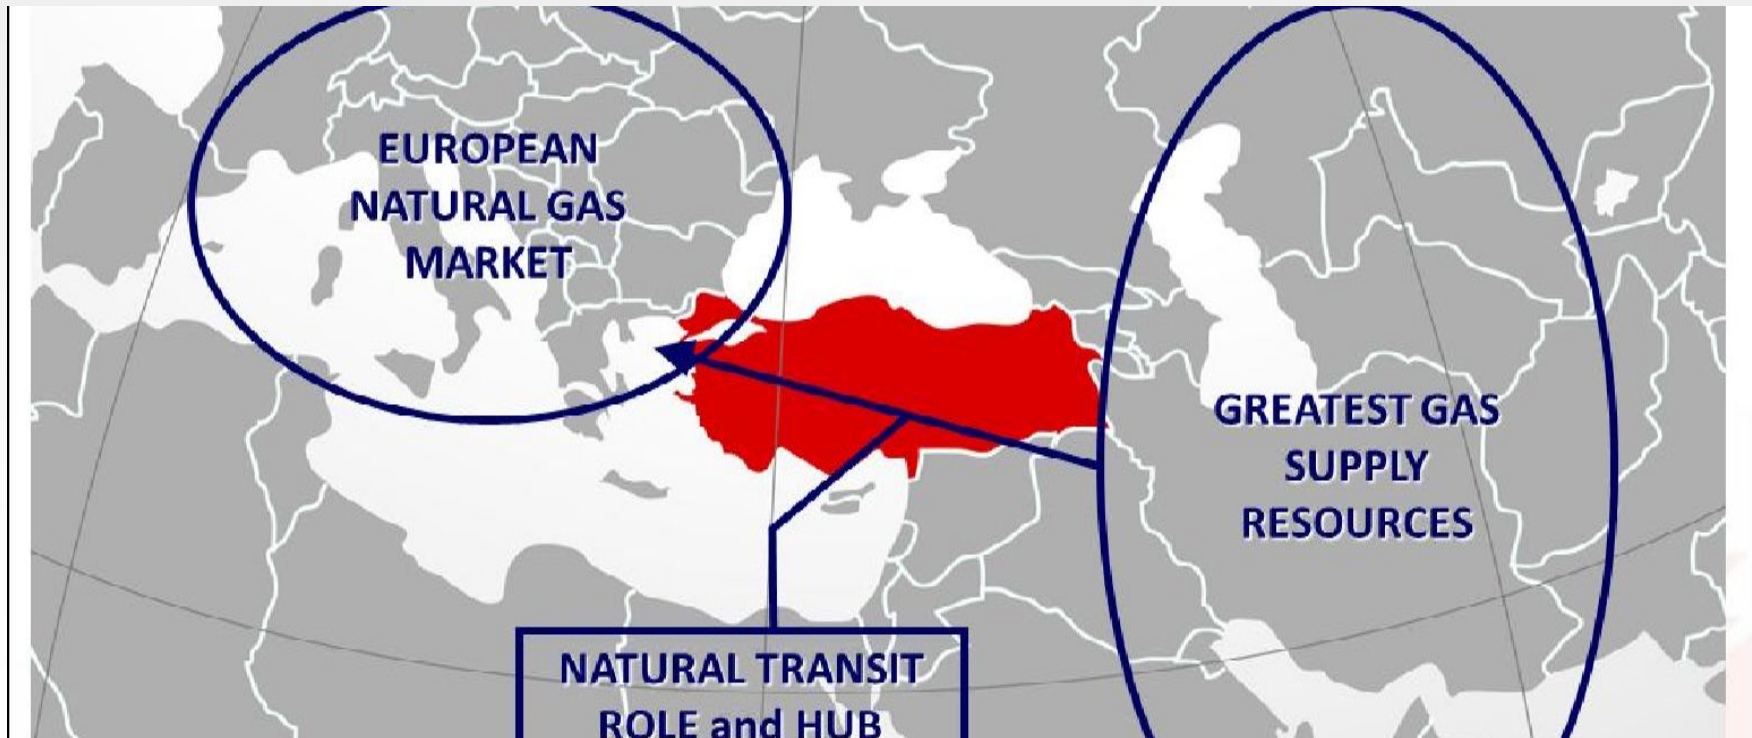 EUROPEAN
NATURAL GAS
MARKET
GREATEST GAS
SUPPLY
RESOURCES
NATURAL TRANSIT
ROLE and HUB